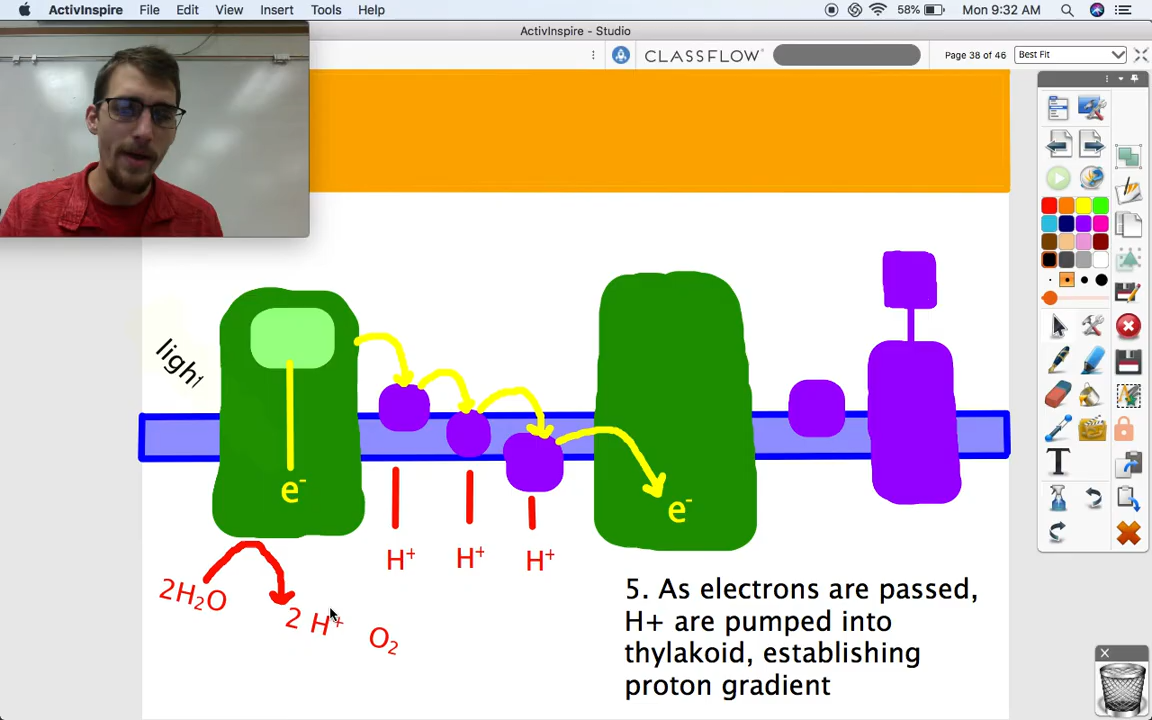 ActivInspire File Edit View Insert Tools Help 58% Mon 9:32 AM
ActivInspire - Studio
CLASSFLOW
Page 38 of 46
Best Fit
light
e⁻
e⁻
H⁺ H⁺ H⁺
2H₂O
2 H⁺ O₂
T
5. As electrons are passed,
H+ are pumped into
thylakoid, establishing
proton gradient